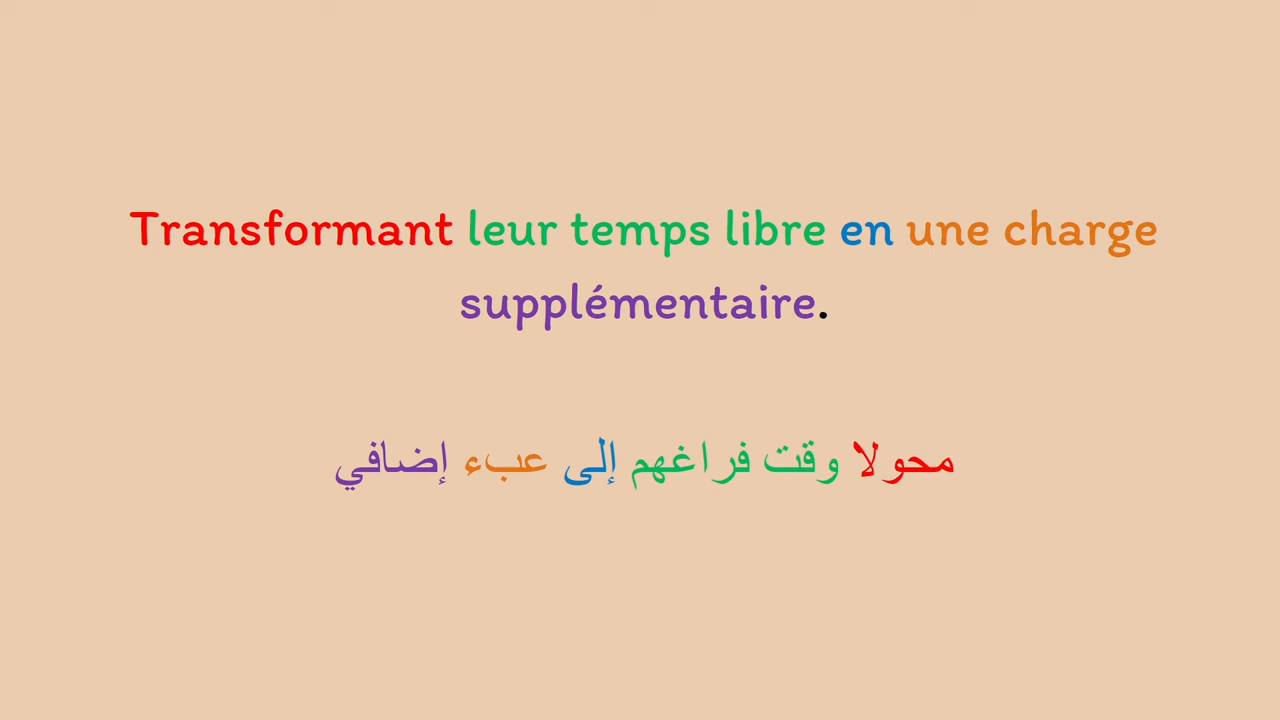 Transformant leur temps libre en une charge
supplémentaire.
محولا وقت فراغهم إلى عبء إضافي